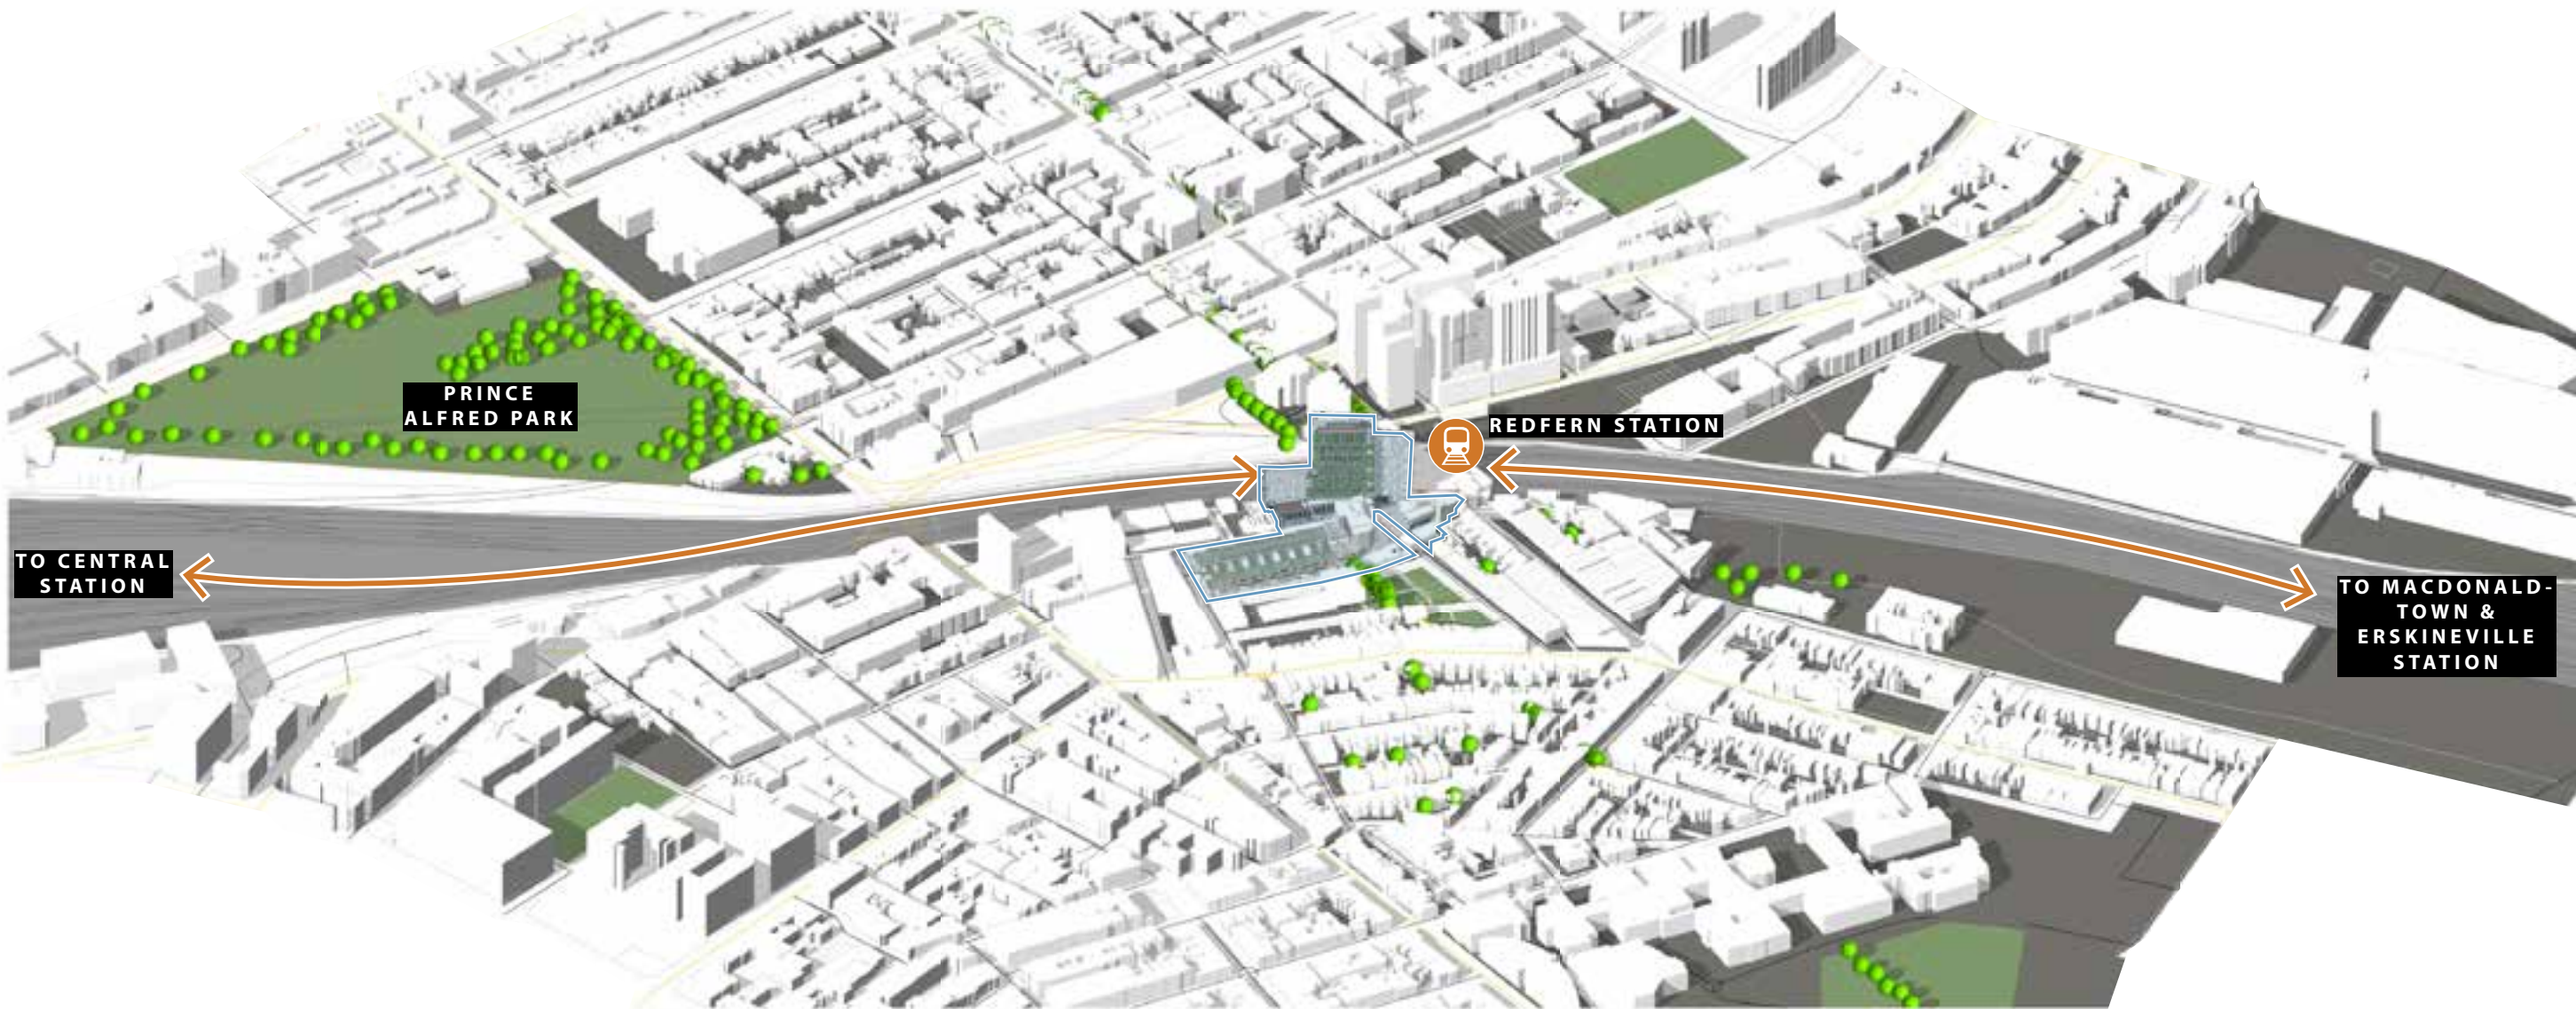 PRINCE
ALFRED PARK
REDFERN STATION
TO CENTRAL
STATION
TO MACDONALD-
TOWN &
ERSKINEVILLE
STATION